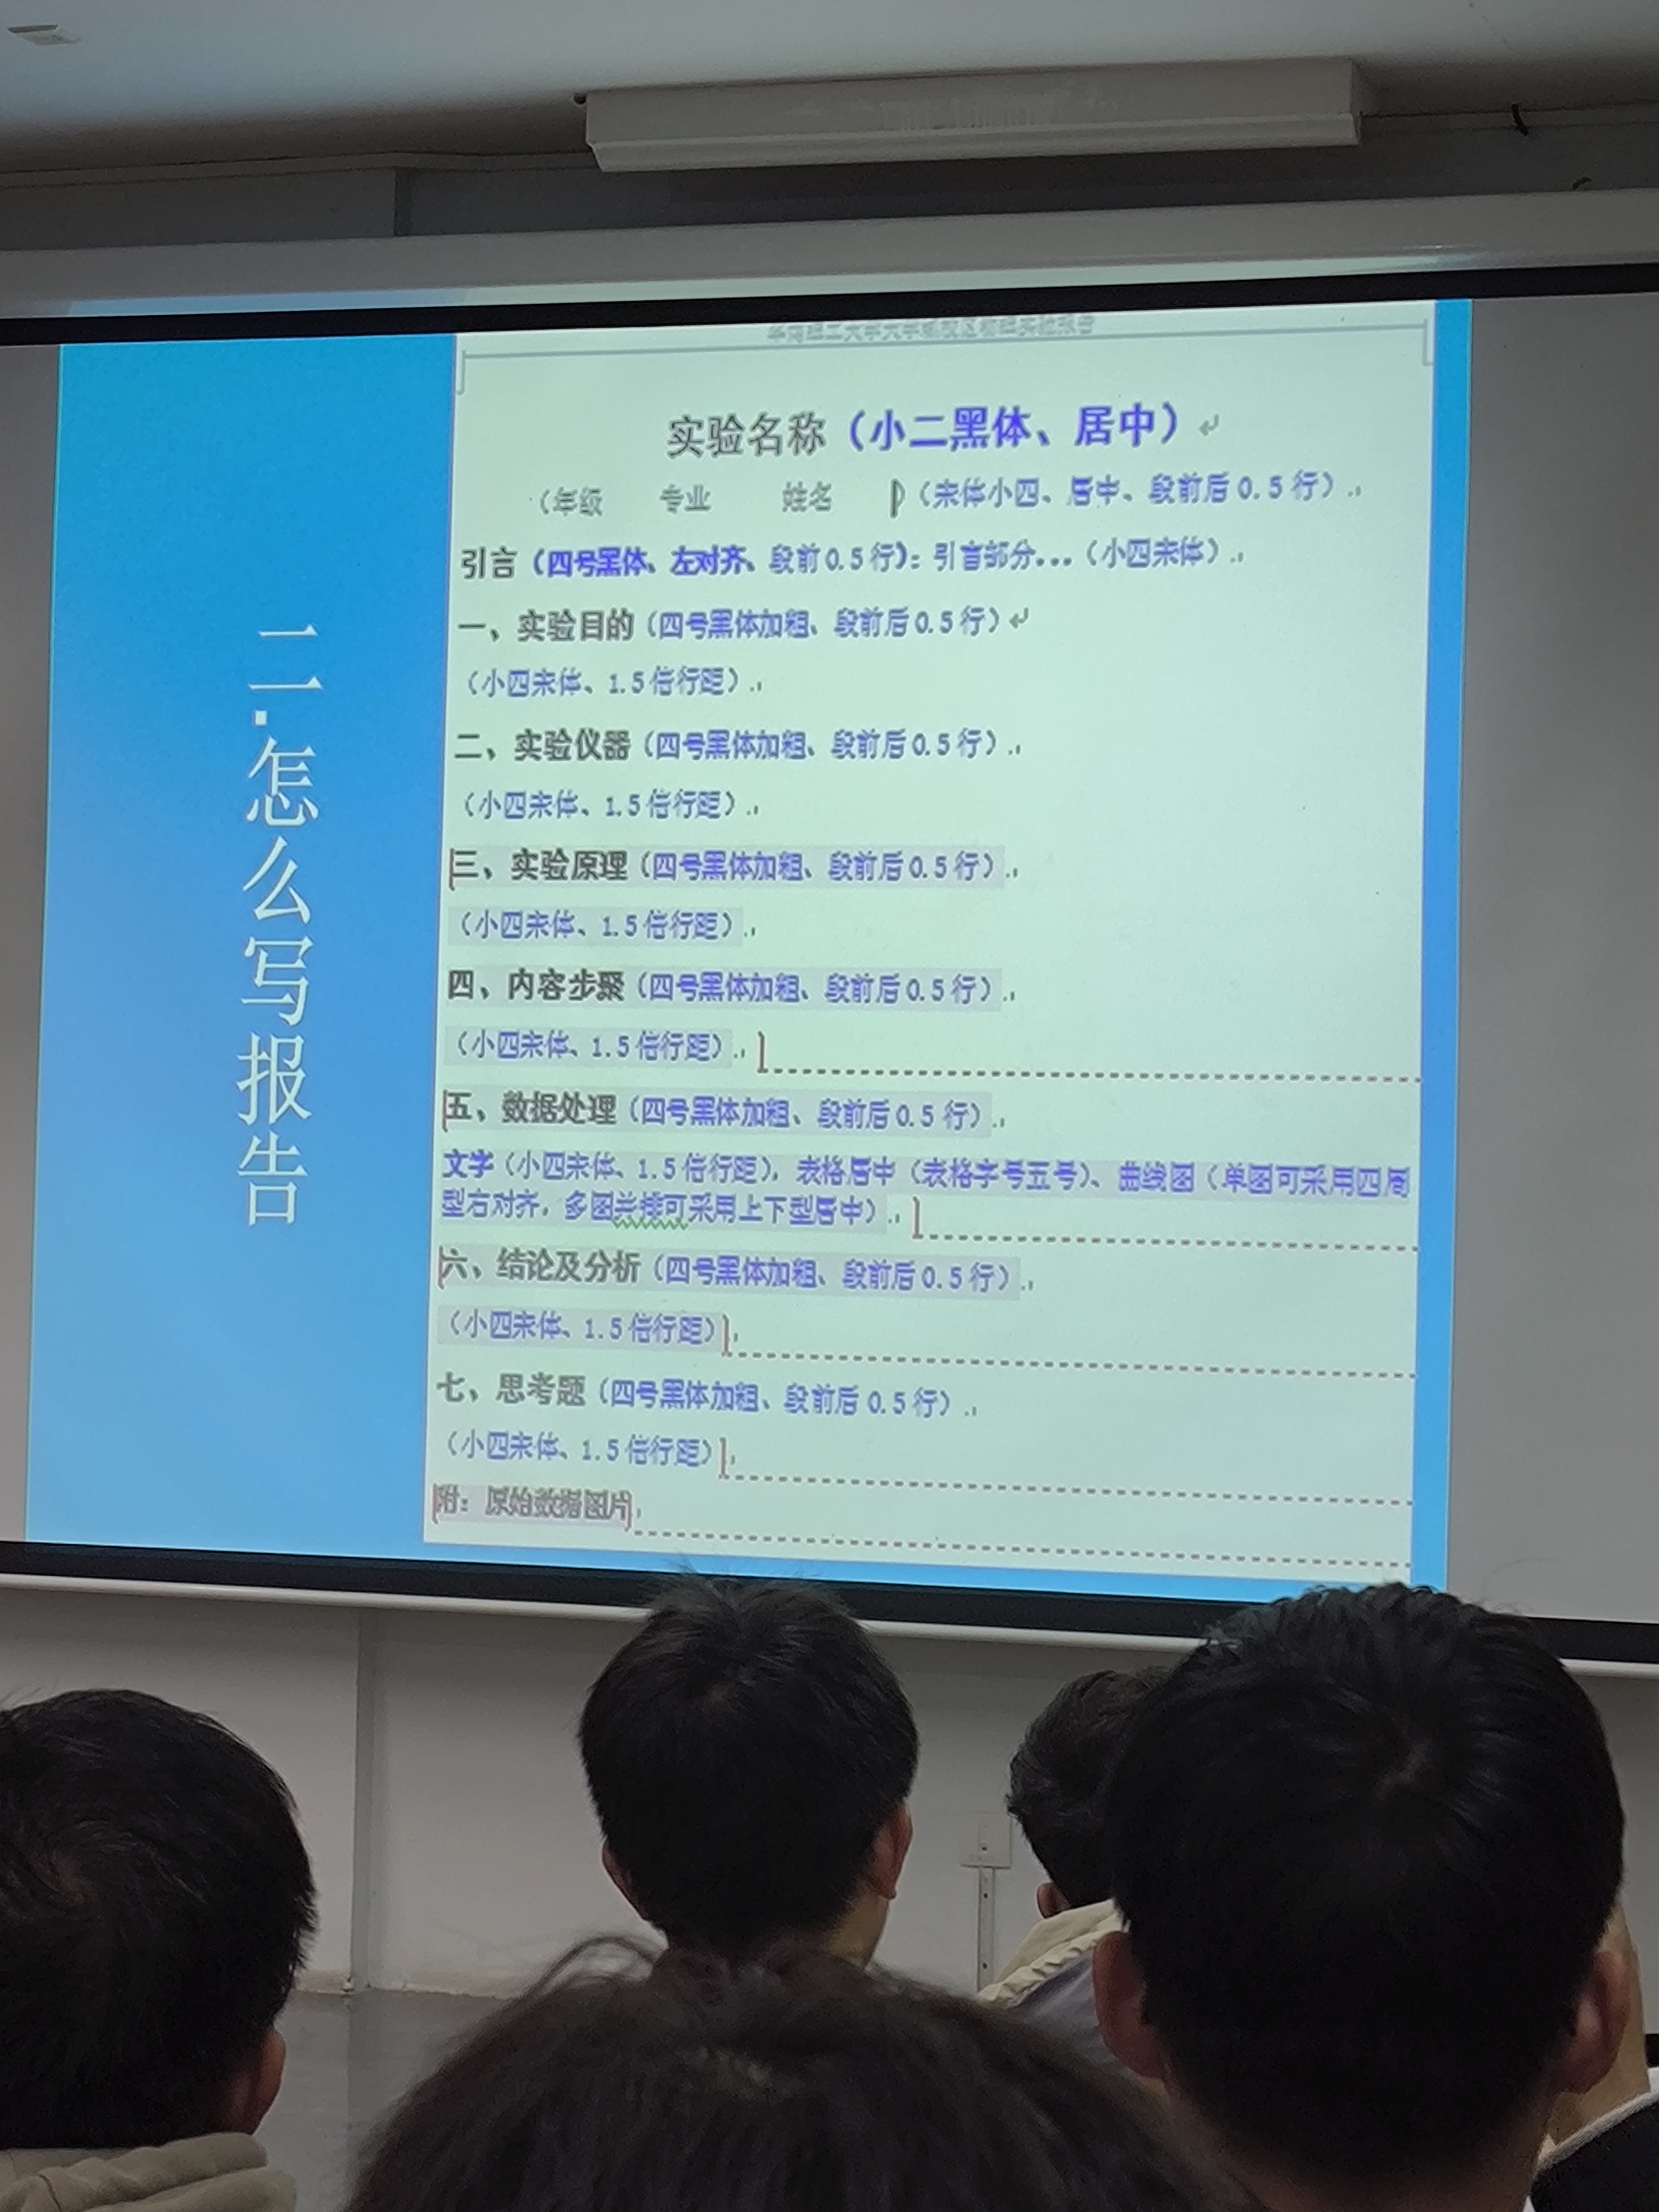 二.怎么写报告
实验名称（小二黑体、居中）
（年级 专业 姓名 ）（宋体小四、居中、段前后0.5行）
引言（四号黑体、左对齐、段前0.5行）：引言部分...（小四宋体）
一、实验目的（四号黑体加粗、段前后0.5行）
（小四宋体、1.5倍行距）
二、实验仪器（四号黑体加粗、段前后0.5行）
（小四宋体、1.5倍行距）
三、实验原理（四号黑体加粗、段前后0.5行）
（小四宋体、1.5倍行距）
四、内容步聚（四号黑体加粗、段前后0.5行）
（小四宋体、1.5倍行距）
五、数据处理（四号黑体加粗、段前后0.5行）
文字（小四宋体、1.5倍行距），表格居中（表格字号五号）、曲线图（单图可采用四周
型右对齐，多图并排可采用上下型居中）
六、结论及分析（四号黑体加粗、段前后0.5行）
（小四宋体、1.5倍行距）
七、思考题（四号黑体加粗、段前后0.5行）
（小四宋体、1.5倍行距）
附：原始数据图片